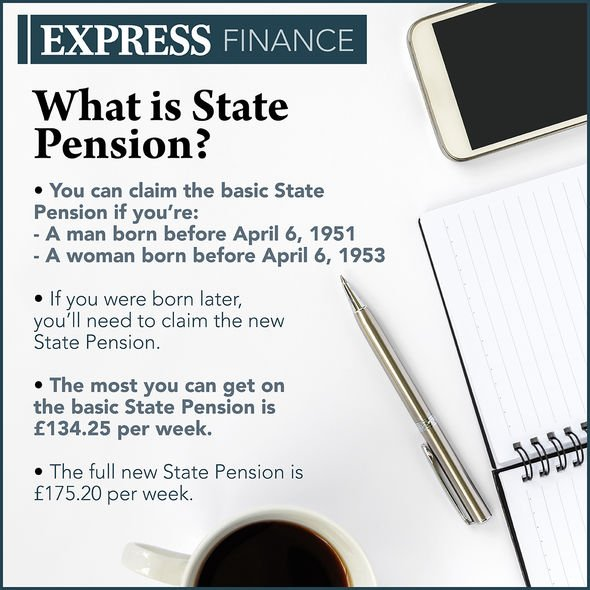 EXPRESS FINANCE
What is State
Pension?
• You can claim the basic State
Pension if you’re:
- A man born before April 6, 1951
- A woman born before April 6, 1953
• If you were born later,
you’ll need to claim the new
State Pension.
• The most you can get on
the basic State Pension is
£134.25 per week.
• The full new State Pension is
£175.20 per week.